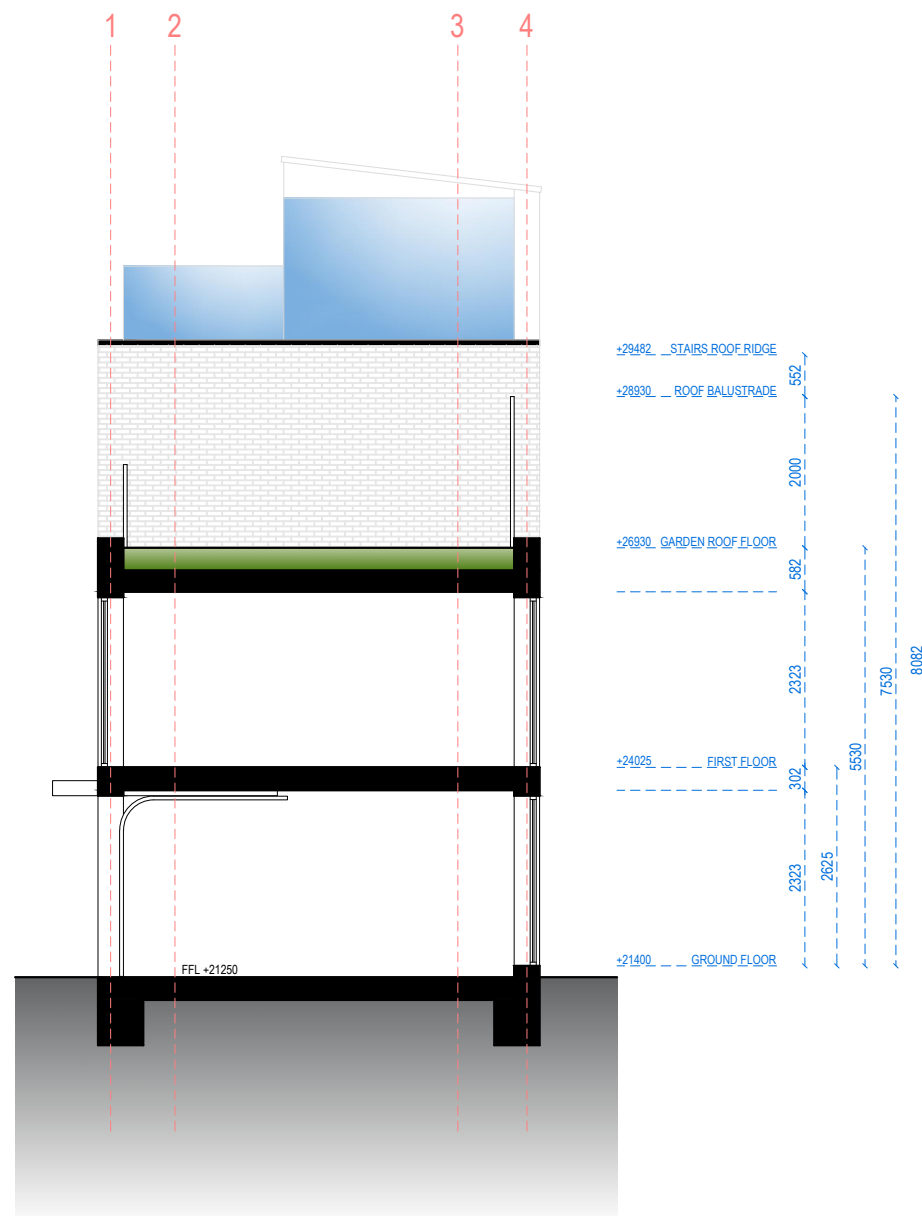 1 2 3 4
+29482 STAIRS ROOF RIDGE
552
+28930 ROOF BALUSTRADE
2000
+26930 GARDEN ROOF FLOOR
582
2323
8082
7530
5530
+24025 FIRST FLOOR
302
2323
2625
+21400 GROUND FLOOR
FFL +21250